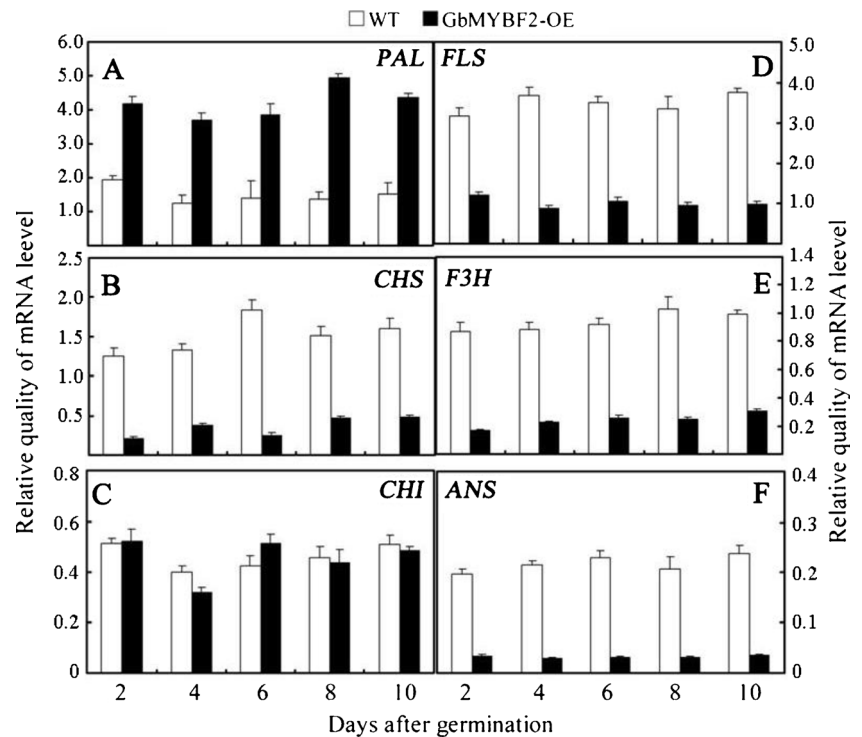 WT GbMYBF2-OE
A PAL
6.0
5.0
4.0
3.0
2.0
1.0
FLS D
5.0
4.0
3.0
2.0
1.0
B CHS
2.5
2.0
1.5
1.0
0.5
F3H E
1.4
1.2
1.0
0.8
0.6
0.4
0.2
C CHI
0.8
0.6
0.4
0.2
0
ANS F
0.4
0.3
0.2
0.1
0
2 4 6 8 10
2 4 6 8 10
Days after germination
Relative quality of mRNA leevel
Relative quality of mRNA leevel